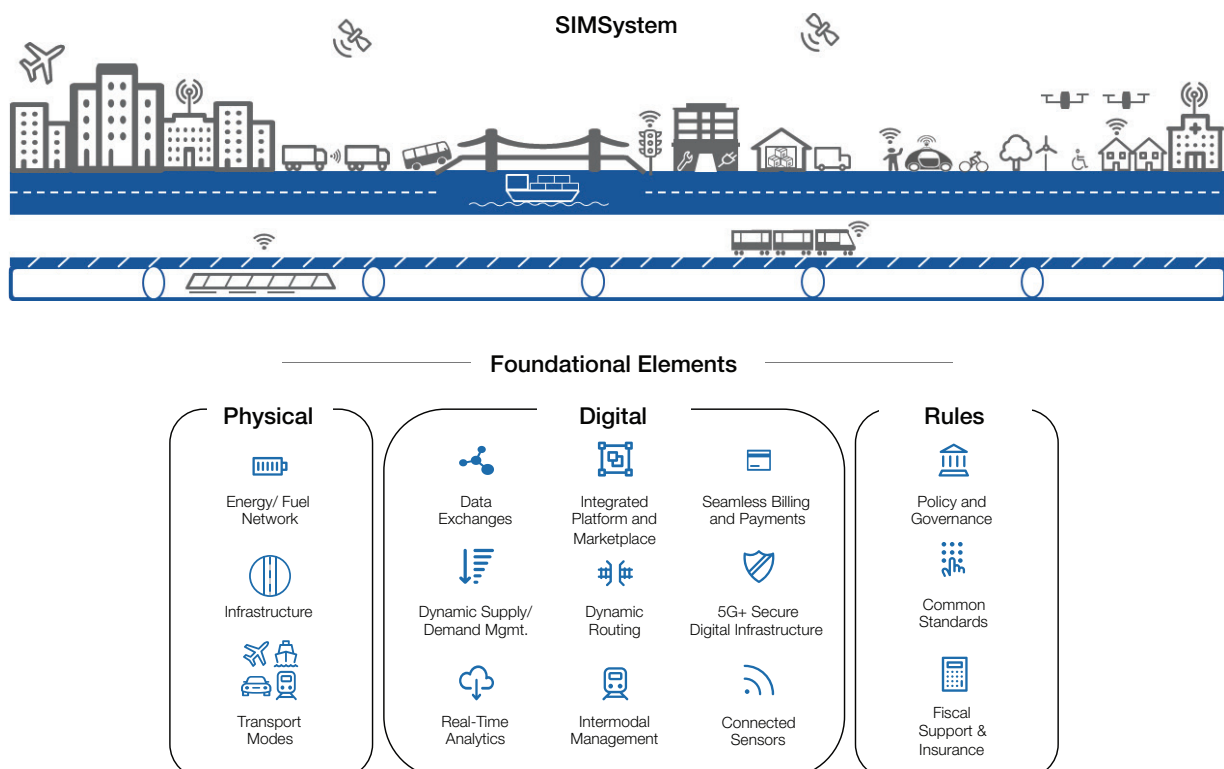 SIMSystem
Foundational Elements
Physical
Energy/ Fuel
Network
Infrastructure
Transport
Modes
Digital
Data
Exchanges
Integrated
Platform and
Marketplace
Seamless Billing
and Payments
Dynamic Supply/
Demand Mgmt.
Dynamic
Routing
5G+ Secure
Digital Infrastructure
Real-Time
Analytics
Intermodal
Management
Connected
Sensors
Rules
Policy and
Governance
Common
Standards
Fiscal
Support &
Insurance